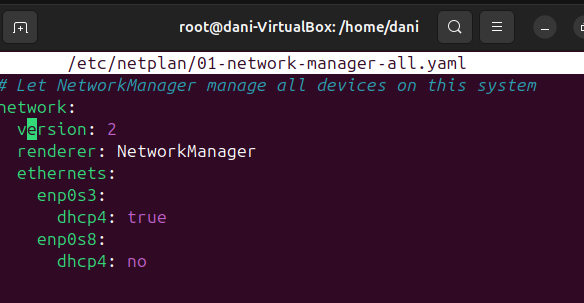 root@dani-VirtualBox: /home/dani
/etc/netplan/01-network-manager-all.yaml
# Let NetworkManager manage all devices on this system
network:
  version: 2
  renderer: NetworkManager
  ethernets:
    enp0s3:
      dhcp4: true
    enp0s8:
      dhcp4: no